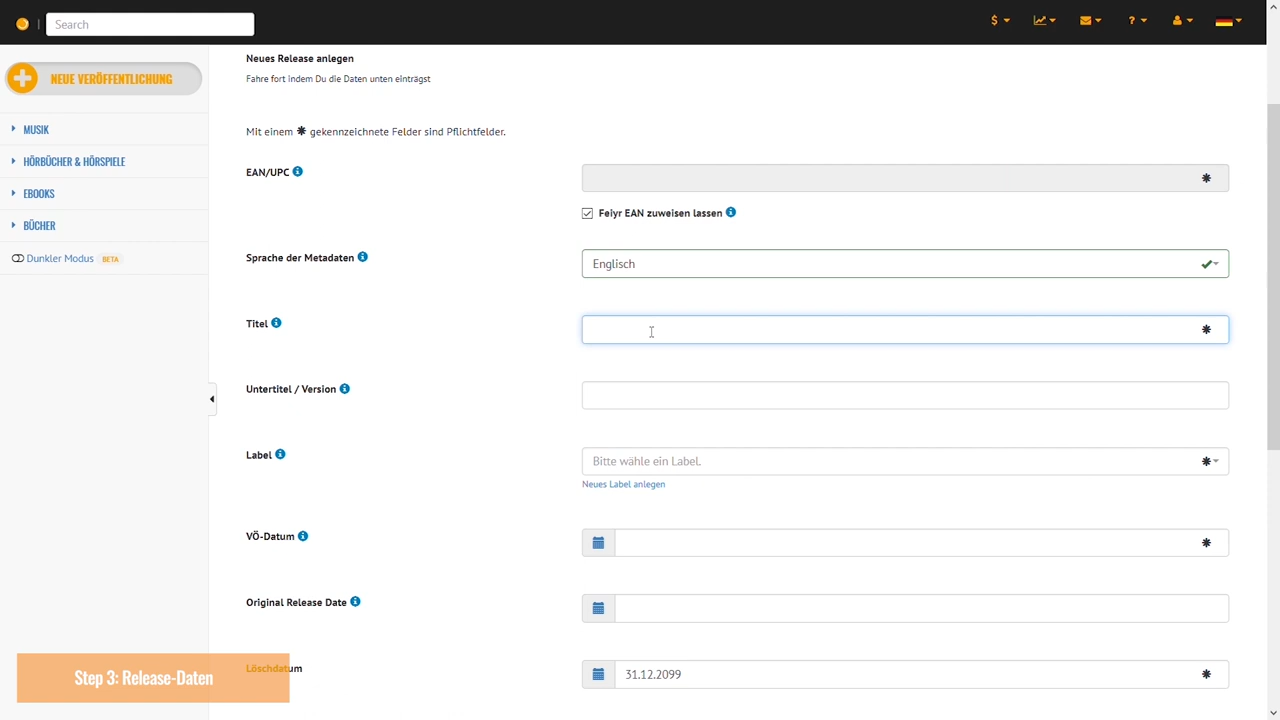 Search
$
?
NEUE VERÖFFENTLICHUNG
MUSIK
HÖRBÜCHER & HÖRSPIELE
EBOOKS
BÜCHER
Dunkler Modus BETA
Neues Release anlegen
Fahre fort indem Du die Daten unten einträgst
Mit einem ✱ gekennzeichnete Felder sind Pflichtfelder.
EAN/UPC
Feiyr EAN zuweisen lassen
Sprache der Metadaten
Englisch
Titel
Untertitel / Version
Label
Bitte wähle ein Label.
Neues Label anlegen
VÖ-Datum
Original Release Date
Löschdatum
31.12.2099
Step 3: Release-Daten